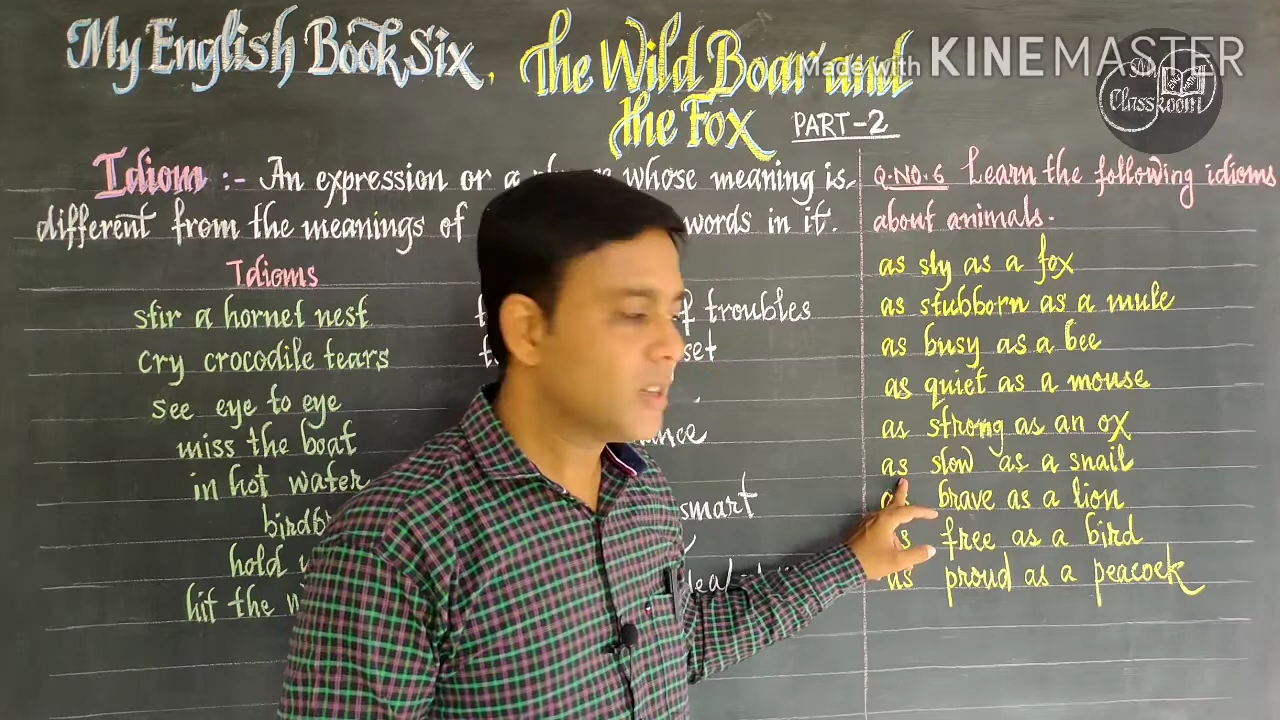 My English Book Six, The Wild Boar and
the Fox PART-2
Made with KINEMASTER
My Classroom
Idiom :- An expression or a whose meaning is
different from the meanings of words in it.
Idioms
stir a hornet nest troubles
cry crocodile tears set
see eye to eye
miss the boat
in hot water
smart
hold
hit the
Q.NO.6 Learn the following idioms
about animals.
as sly as a fox
as stubborn as a mule
as busy as a bee
as quiet as a mouse
as strong as an ox
as slow as a snail
as brave as a lion
as free as a bird
as proud as a peacock